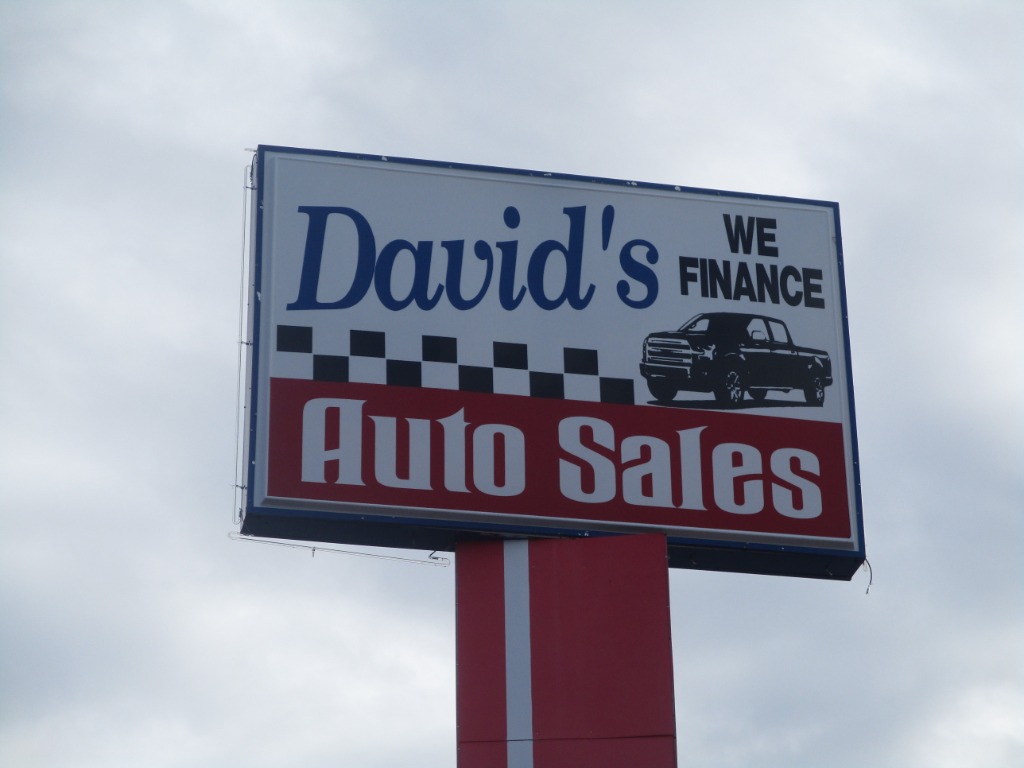 David's
WE
FINANCE
Auto Sales